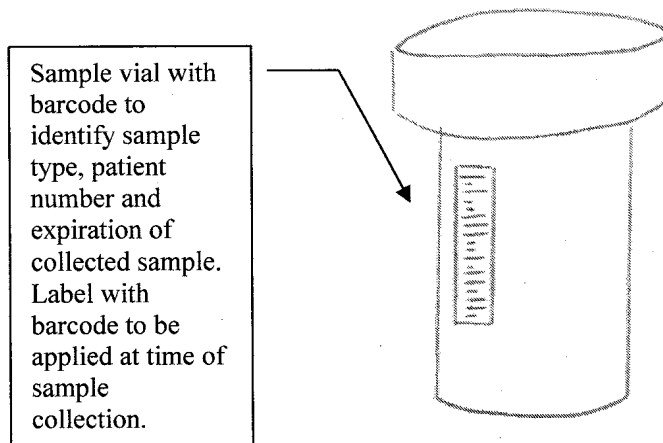 Sample vial with
barcode to
identify sample
type, patient
number and
expiration of
collected sample.
Label with
barcode to be
applied at time of
sample
collection.